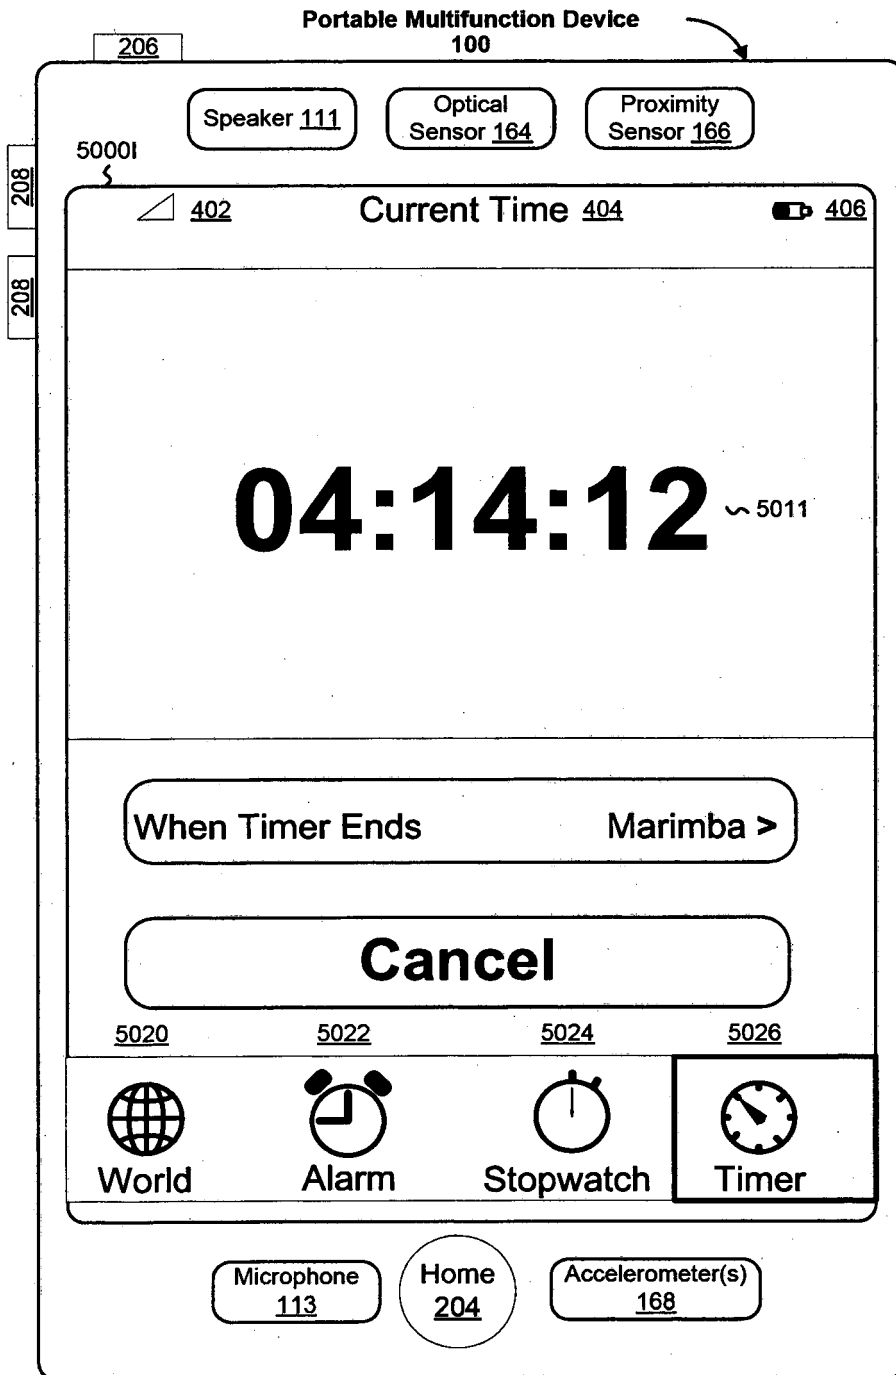 Portable Multifunction Device
100
206
Speaker 111
Optical
Sensor 164
Proximity
Sensor 166
5000I
208
208
402
Current Time 404
406
04:14:12
5011
When Timer Ends
Marimba >
Cancel
5020
5022
5024
5026
World
Alarm
Stopwatch
Timer
Microphone
113
Home
204
Accelerometer(s)
168